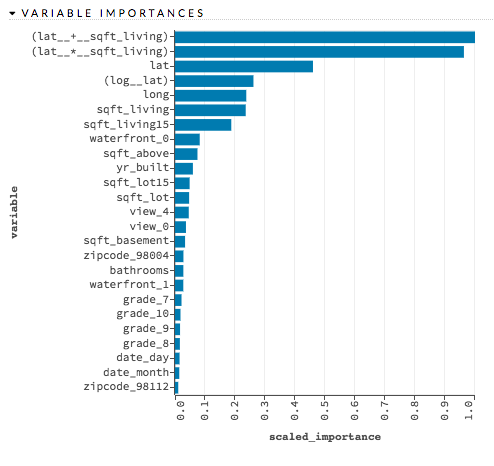 VARIABLE IMPORTANCES
(lat__+__sqft_living)
(lat__*__sqft_living)
lat
(log__lat)
long
sqft_living
sqft_living15
waterfront_0
sqft_above
yr_built
sqft_lot15
sqft_lot
view_4
view_0
sqft_basement
zipcode_98004
bathrooms
waterfront_1
grade_7
grade_10
grade_9
grade_8
date_day
date_month
zipcode_98112
variable
0.0 0.1 0.2 0.3 0.4 0.5 0.6 0.7 0.8 0.9 1.0
scaled_importance